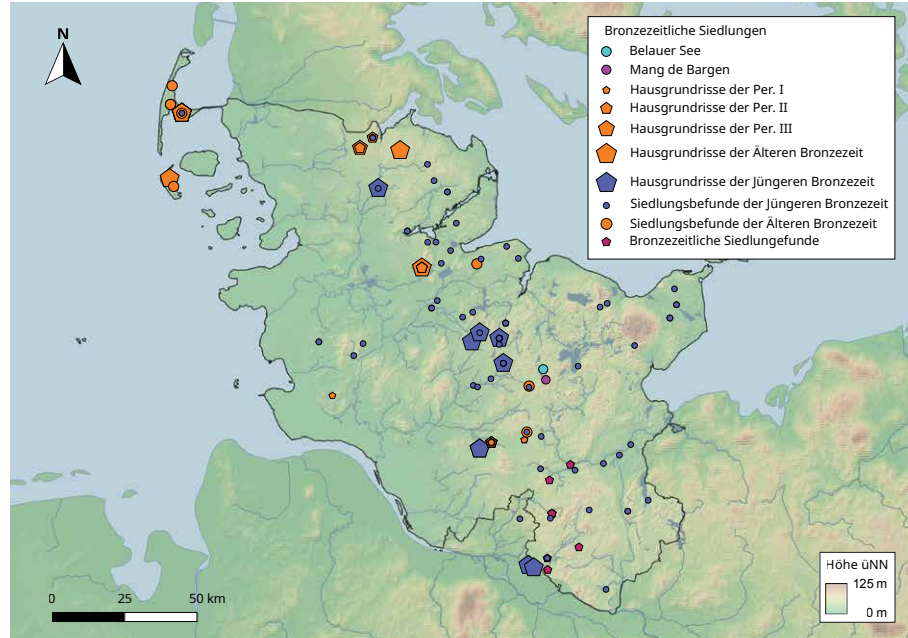 N
Bronzezeitliche Siedlungen
Belauer See
Mang de Bargen
Hausgrundrisse der Per. I
Hausgrundrisse der Per. II
Hausgrundrisse der Per. III
Hausgrundrisse der Älteren Bronzezeit
Hausgrundrisse der Jüngeren Bronzezeit
Siedlungsbefunde der Jüngeren Bronzezeit
Siedlungsbefunde der Älteren Bronzezeit
Bronzezeitliche Siedlungefunde
Höhe üNN
125 m
0 m
0 25 50 km